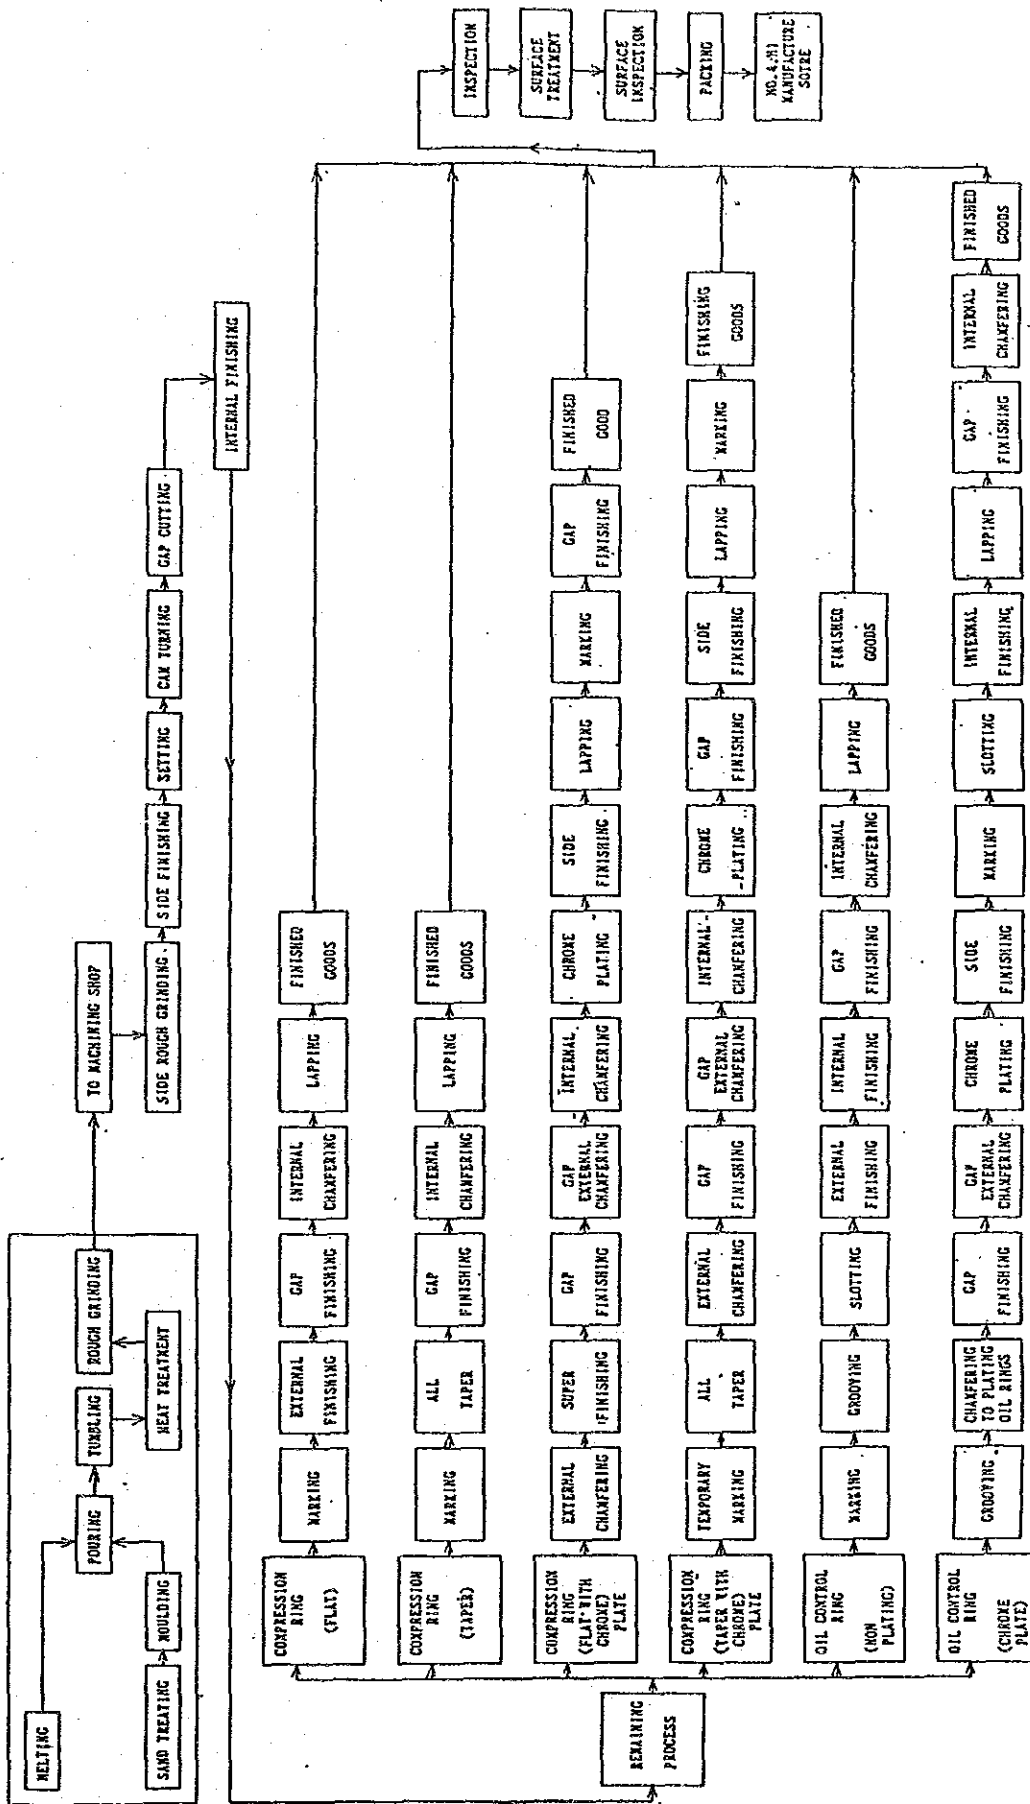 MELTING
SAND TREATING
MOULDING
POURING
TUMBLING
HEAT TREATMENT
ROUGH GRINDING
TO MACHINING SHOP
SIDE ROUGH GRINDING
SIDE FINISHING
SETTING
CAM TURNING
GAP CUTTING
INTERNAL FINISHING
REMAINING
PROCESS
COMPRESSION
RING
(FLAT)
MARKING
EXTERNAL
FINISHING
GAP
FINISHING
INTERNAL
CHAMFERING
LAPPING
FINISHED
GOODS
COMPRESSION
RING
(TAPER)
MARKING
ALL
TAPER
GAP
FINISHING
INTERNAL
CHAMFERING
LAPPING
FINISHED
GOODS
COMPRESSION
RING
(FLAT WITH
CHROME)
PLATE
EXTERNAL
CHAMFERING
SUPER
FINISHING
GAP
FINISHING
GAP
EXTERNAL
CHAMFERING
INTERNAL
CHAMFERING
CHROME
PLATING
SIDE
FINISHING
LAPPING
MARKING
GAP
FINISHING
FINISHED
GOOD
COMPRESSION
RING
(TAPER WITH
CHROME)
PLATE
TEMPORARY
MARKING
ALL
TAPER
EXTERNAL
CHAMFERING
GAP
FINISHING
GAP
EXTERNAL
CHAMFERING
INTERNAL
CHAMFERING
CHROME
PLATING
GAP
FINISHING
SIDE
FINISHING
LAPPING
MARKING
FINISHING
GOODS
OIL CONTROL
RING
(NON
PLATING)
MARKING
GROOVING
SLOTTING
EXTERNAL
FINISHING
INTERNAL
FINISHING
GAP
FINISHING
INTERNAL
CHAMFERING
LAPPING
FINISHED
GOODS
OIL CONTROL
RING
(CHROME
PLATE)
GROOVING
CHAMFERING
TO PLATING
OIL RINGS
GAP
FINISHING
GAP
EXTERNAL
CHAMFERING
CHROME
PLATING
SIDE
FINISHING
MARKING
SLOTTING
INTERNAL
FINISHING
LAPPING
GAP
FINISHING
INTERNAL
CHAMFERING
FINISHED
GOODS
INSPECTION
SURFACE
TREATMENT
SURFACE
INSPECTION
PACKING
MANUFACTURE
SOTRE